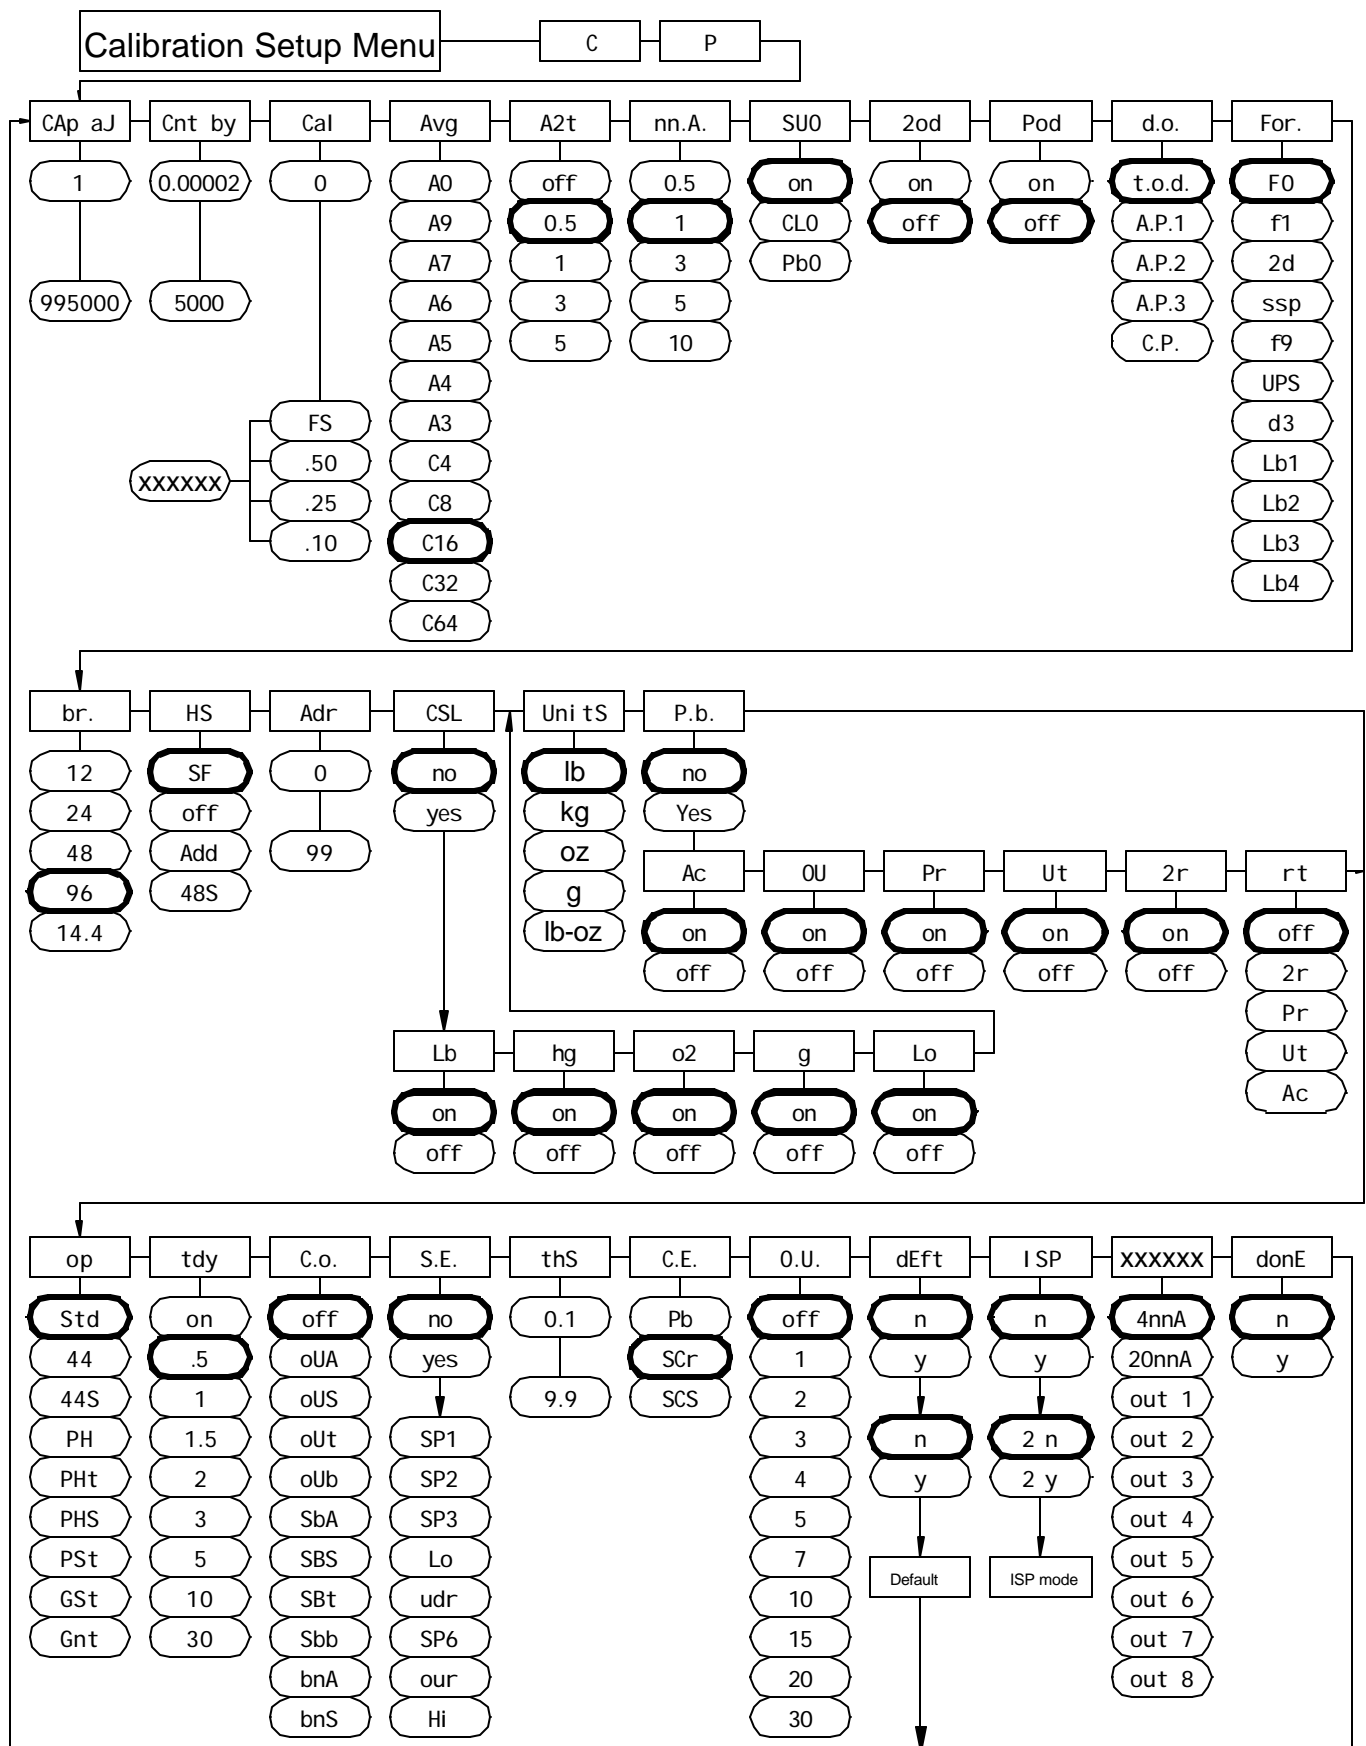 Calibration Setup Menu C P
CAp aJ Cnt by Cal Avg A2t nn.A. SU0 2od Pod d.o. For.
1 0.00002 0 A0 off 0.5 on on on t.o.d. F0
A9 0.5 1 CL0 off off A.P.1 f1
A7 1 3 Pb0 A.P.2 2d
995000 5000 A6 3 5 A.P.3 ssp
A5 5 10 C.P. f9
A4 UPS
FS A3 d3
.50 C4 Lb1
xxxxxx
.25 C8 Lb2
.10 C16 Lb3
C32 Lb4
C64
br. HS Adr CSL UnitS P.b.
12 SF 0 no lb no
24 off yes kg Yes
48 Add 99 oz Ac OU Pr Ut 2r rt
96 48S g
14.4 lb-oz on on on on on off
off off off off off 2r
Pr
Lb hg o2 g Lo Ut
Ac
on on on on on
off off off off off
op tdy C.o. S.E. thS C.E. O.U. dEft ISP xxxxxx donE
Std on off no 0.1 Pb off n n 4nnA n
44 .5 oUA yes SCr 1 y y 20nnA y
44S 1 oUS 9.9 SCS 2 out 1
PH 1.5 oUt SP1 3 n 2 n out 2
PHt 2 oUb SP2 4 y 2 y out 3
PHS 3 SbA SP3 5 out 4
PSt 5 SBS Lo 7 out 5
Default ISP mode
GSt 10 SBt udr 10 out 6
Gnt 30 Sbb SP6 15 out 7
bnA our 20 out 8
bnS Hi 30